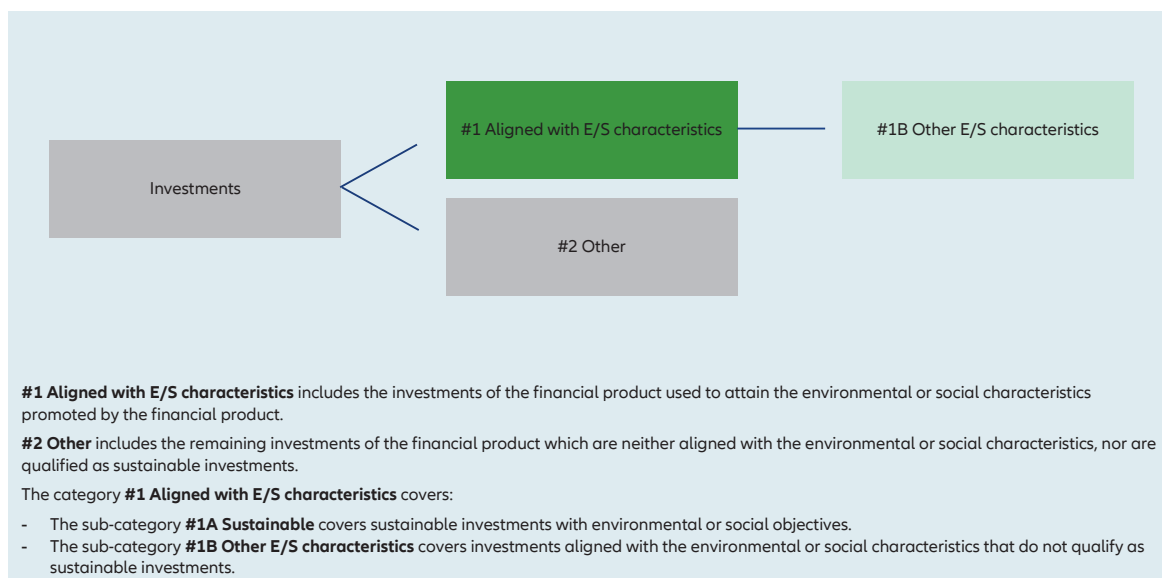 #1 Aligned with E/S characteristics
#1B Other E/S characteristics
Investments
#2 Other
#1 Aligned with E/S characteristics includes the investments of the financial product used to attain the environmental or social characteristics
promoted by the financial product.
#2 Other includes the remaining investments of the financial product which are neither aligned with the environmental or social characteristics, nor are
qualified as sustainable investments.
The category #1 Aligned with E/S characteristics covers:
- The sub-category #1A Sustainable covers sustainable investments with environmental or social objectives.
- The sub-category #1B Other E/S characteristics covers investments aligned with the environmental or social characteristics that do not qualify as
sustainable investments.